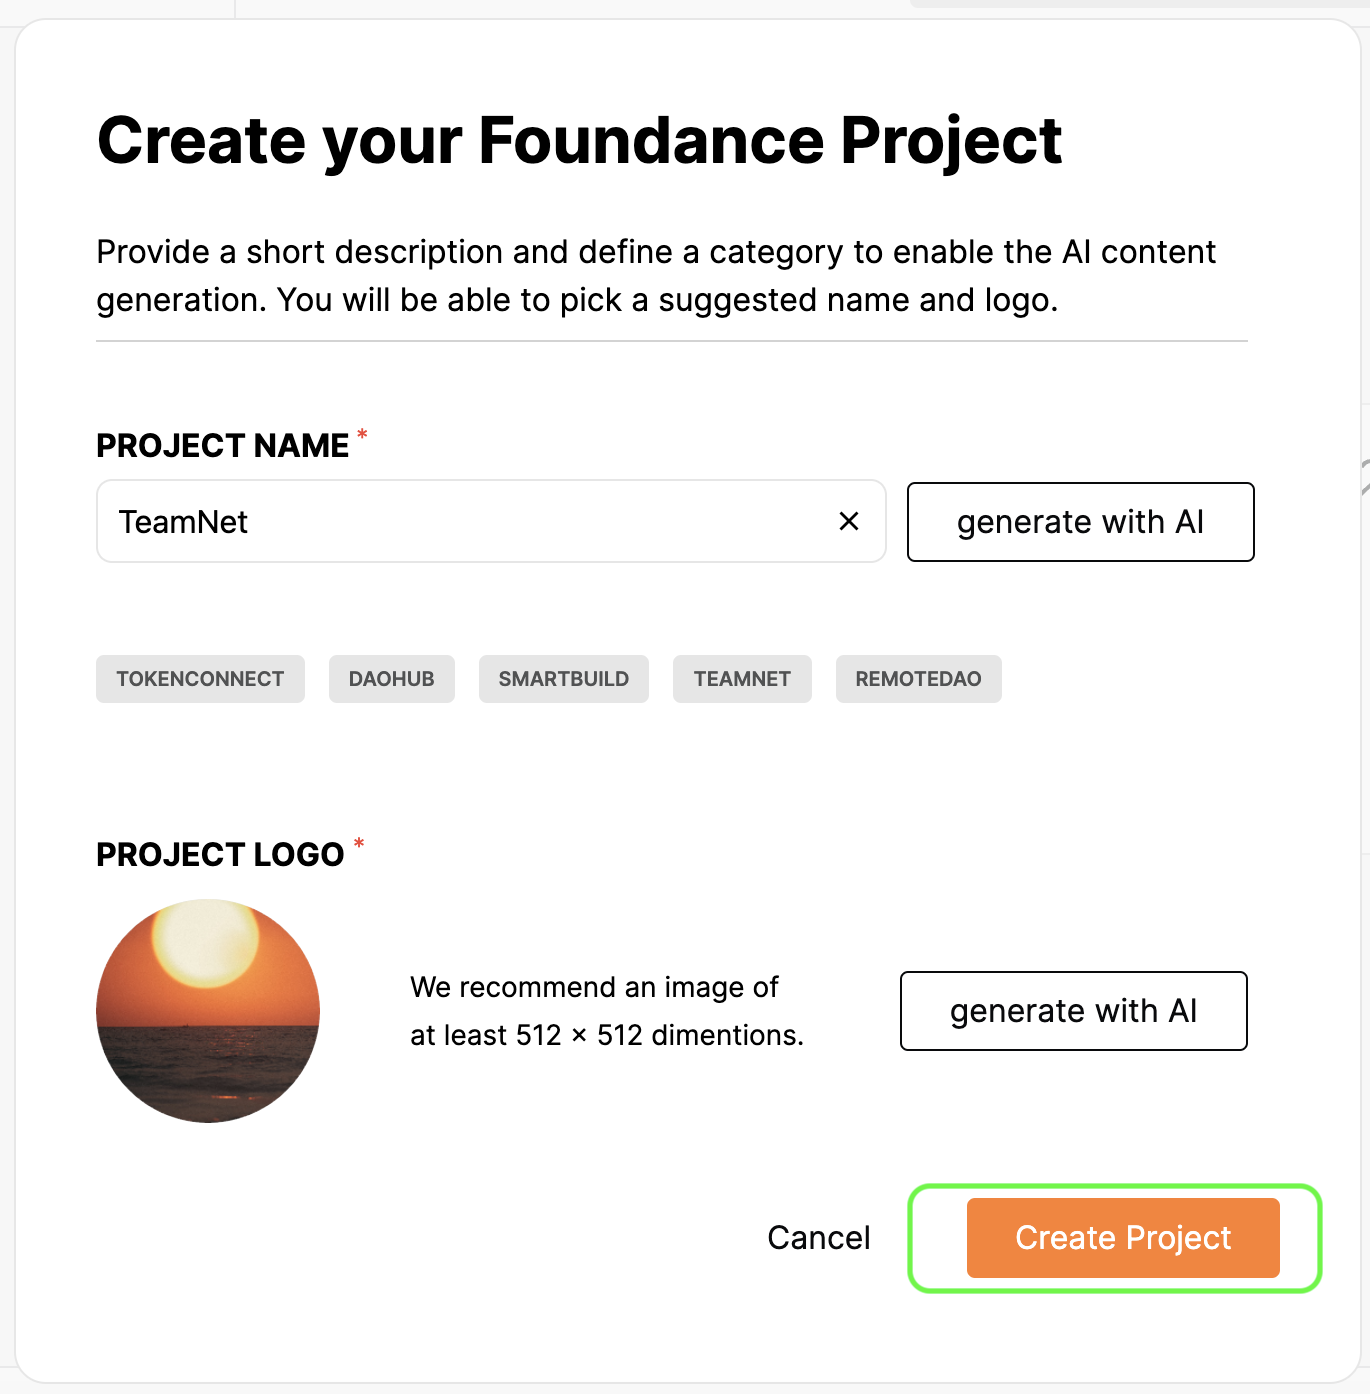 Create your Foundance Project
Provide a short description and define a category to enable the AI content
generation. You will be able to pick a suggested name and logo.
PROJECT NAME *
TeamNet ×
generate with AI
TOKENCONNECT DAOHUB SMARTBUILD TEAMNET REMOTEDAO
PROJECT LOGO *
We recommend an image of
at least 512 × 512 dimentions.
generate with AI
Cancel
Create Project